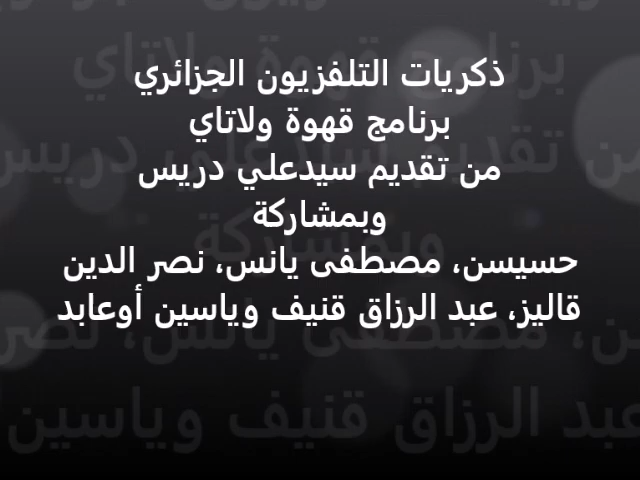 ذكريات التلفزيون الجزائري
برنامج قهوة ولاتاي
من تقديم سيدعلي دريس
وبمشاركة
حسيسن، مصطفى يانس، نصر الدين
قاليز، عبد الرزاق قنيف وياسين أوعابد